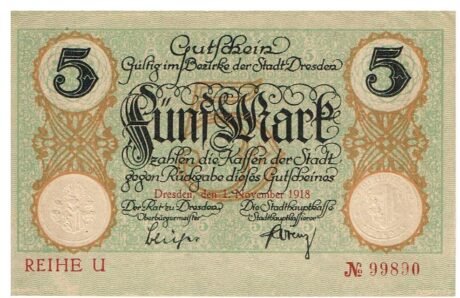 5 Gutschein 5
Gültig im Bezirke der Stadt Dresden
Fünf Mark
zahlen die Kassen der Stadt
gegen Rückgabe dieses Gutscheines
Dresden, den 1. November 1918
Der Rat zu Dresden Die Stadthauptkasse
Oberbürgermeister Stadthauptkassierer
REIHE U № 99890